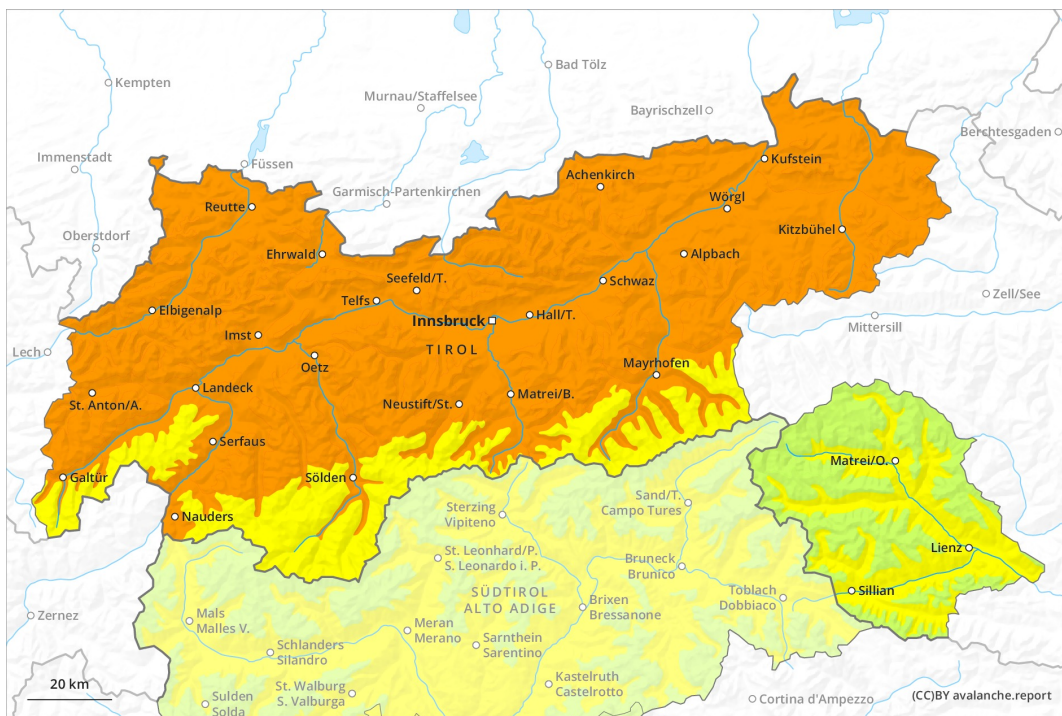 Kempten
Bad Tölz
Murnau/Staffelsee
Bayrischzell
Berchtesgaden
Immenstadt
Füssen
Kufstein
Achenkirch
Garmisch-Partenkirchen
Reutte
Wörgl
Oberstdorf
Kitzbühel
Ehrwald
Alpbach
Seefeld/T.
Schwaz
Telfs
Zell/See
Elbigenalp
Innsbruck
Hall/T.
Mittersill
Imst
TIROL
Lech
Oetz
Mayrhofen
Landeck
St. Anton/A.
Neustift/St.
Matrei/B.
Serfaus
Matrei/O.
Galtür
Sölden
Sand/T.
Campo Tures
Sterzing
Vipiteno
Nauders
Lienz
St. Leonhard/P.
S. Leonardo i. P.
Bruneck
Brunico
Sillian
SÜDTIROL
ALTO ADIGE
Toblach
Dobbiaco
Brixen
Bressanone
Zernez
Mals
Malles V.
Meran
Merano
Schlanders
Silandro
Sarnthein
Sarentino
20 km
St. Walburg
S. Valburga
Kastelruth
Castelrotto
Sulden
Solda
Cortina d'Ampezzo
(CC)BY avalanche.report